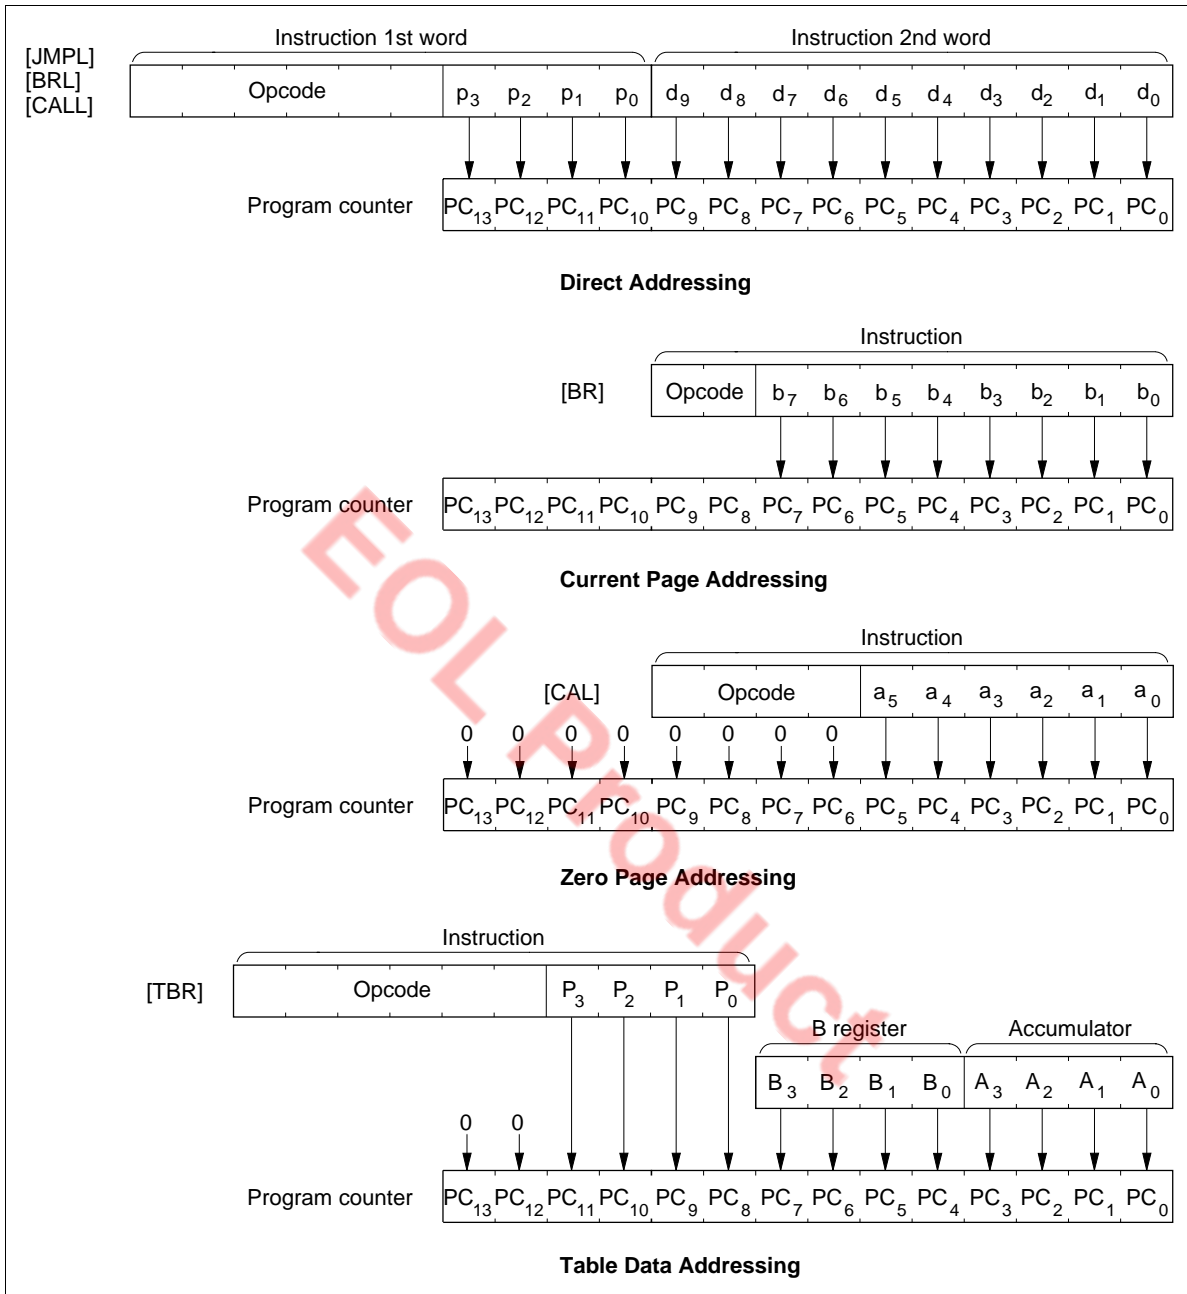 Instruction 1st word Instruction 2nd word
[JMPL]
[BRL]
[CALL]
Opcode p3 p2 p1 p0 d9 d8 d7 d6 d5 d4 d3 d2 d1 d0
Program counter PC13 PC12 PC11 PC10 PC9 PC8 PC7 PC6 PC5 PC4 PC3 PC2 PC1 PC0
Direct Addressing
Instruction
[BR] Opcode b7 b6 b5 b4 b3 b2 b1 b0
Program counter PC13 PC12 PC11 PC10 PC9 PC8 PC7 PC6 PC5 PC4 PC3 PC2 PC1 PC0
Current Page Addressing
Instruction
[CAL] Opcode a5 a4 a3 a2 a1 a0
0 0 0 0 0 0 0 0
Program counter PC13 PC12 PC11 PC10 PC9 PC8 PC7 PC6 PC5 PC4 PC3 PC2 PC1 PC0
Zero Page Addressing
Instruction
[TBR] Opcode P3 P2 P1 P0
B register Accumulator
B3 B2 B1 B0 A3 A2 A1 A0
0 0
Program counter PC13 PC12 PC11 PC10 PC9 PC8 PC7 PC6 PC5 PC4 PC3 PC2 PC1 PC0
Table Data Addressing
EOL Product